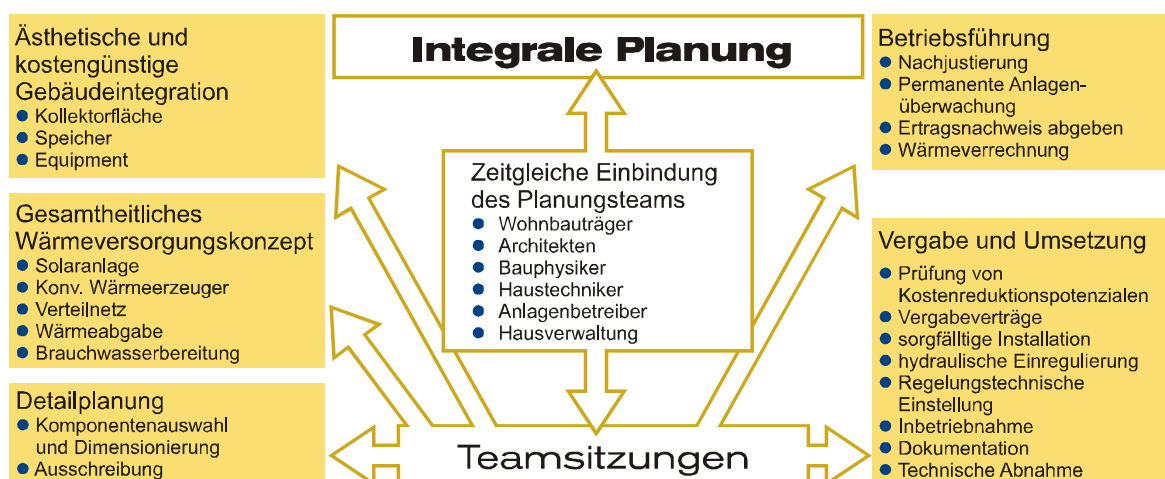 Integrale Planung
Ästhetische und
kostengünstige
Gebäudeintegration
Kollektorfläche
Speicher
Equipment
Gesamtheitliches
Wärmeversorgungskonzept
Solaranlage
Konv. Wärmeerzeuger
Verteilnetz
Wärmeabgabe
Brauchwasserbereitung
Detailplanung
Komponentenauswahl
und Dimensionierung
Ausschreibung
Zeitgleiche Einbindung
des Planungsteams
Wohnbauträger
Architekten
Bauphysiker
Haustechniker
Anlagenbetreiber
Hausverwaltung
Teamsitzungen
Betriebsführung
Nachjustierung
Permanente Anlagen-
überwachung
Ertragsnachweis abgeben
Wärmeverrechnung
Vergabe und Umsetzung
Prüfung von
Kostenreduktionspotenzialen
Vergabeverträge
sorgfältige Installation
hydraulische Einregulierung
Regelungstechnische
Einstellung
Inbetriebnahme
Dokumentation
Technische Abnahme